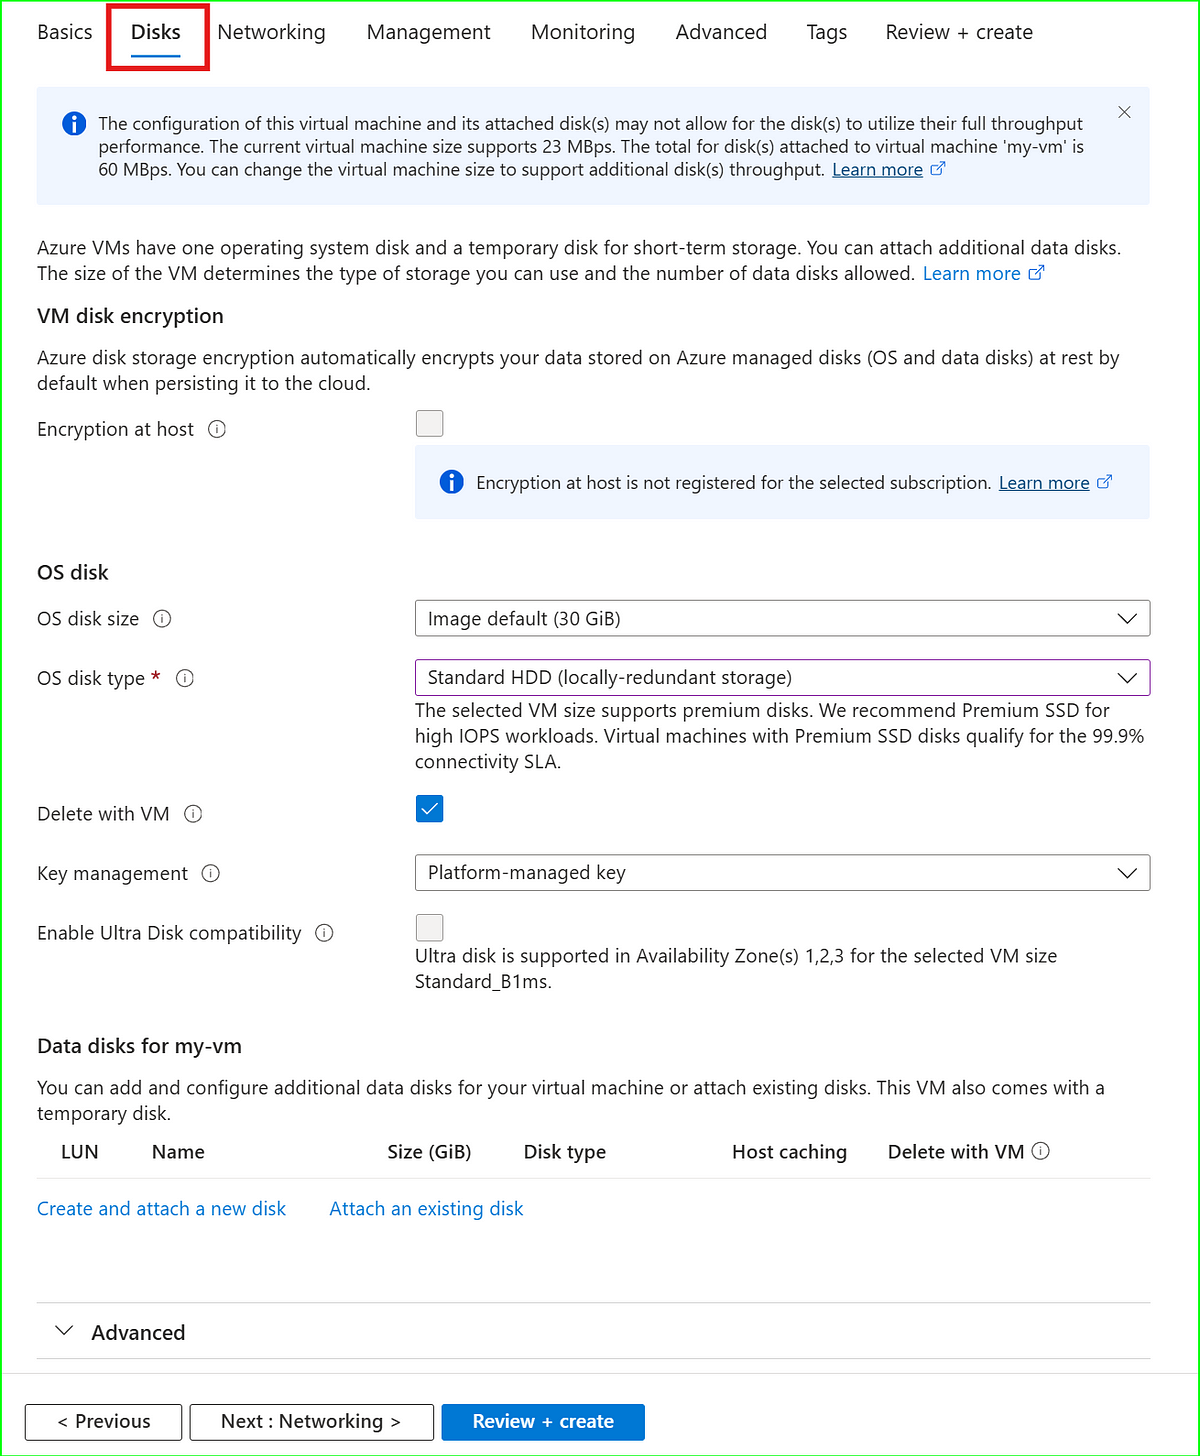 Basics Disks Networking Management Monitoring Advanced Tags Review + create
The configuration of this virtual machine and its attached disk(s) may not allow for the disk(s) to utilize their full throughput
performance. The current virtual machine size supports 23 MBps. The total for disk(s) attached to virtual machine 'my-vm' is
60 MBps. You can change the virtual machine size to support additional disk(s) throughput. Learn more
Azure VMs have one operating system disk and a temporary disk for short-term storage. You can attach additional data disks.
The size of the VM determines the type of storage you can use and the number of data disks allowed. Learn more
VM disk encryption
Azure disk storage encryption automatically encrypts your data stored on Azure managed disks (OS and data disks) at rest by
default when persisting it to the cloud.
Encryption at host
Encryption at host is not registered for the selected subscription. Learn more
OS disk
OS disk size Image default (30 GiB)
OS disk type * Standard HDD (locally-redundant storage)
The selected VM size supports premium disks. We recommend Premium SSD for
high IOPS workloads. Virtual machines with Premium SSD disks qualify for the 99.9%
connectivity SLA.
Delete with VM
Key management Platform-managed key
Enable Ultra Disk compatibility
Ultra disk is supported in Availability Zone(s) 1,2,3 for the selected VM size
Standard_B1ms.
Data disks for my-vm
You can add and configure additional data disks for your virtual machine or attach existing disks. This VM also comes with a
temporary disk.
LUN Name Size (GiB) Disk type Host caching Delete with VM
Create and attach a new disk Attach an existing disk
Advanced
< Previous Next : Networking > Review + create